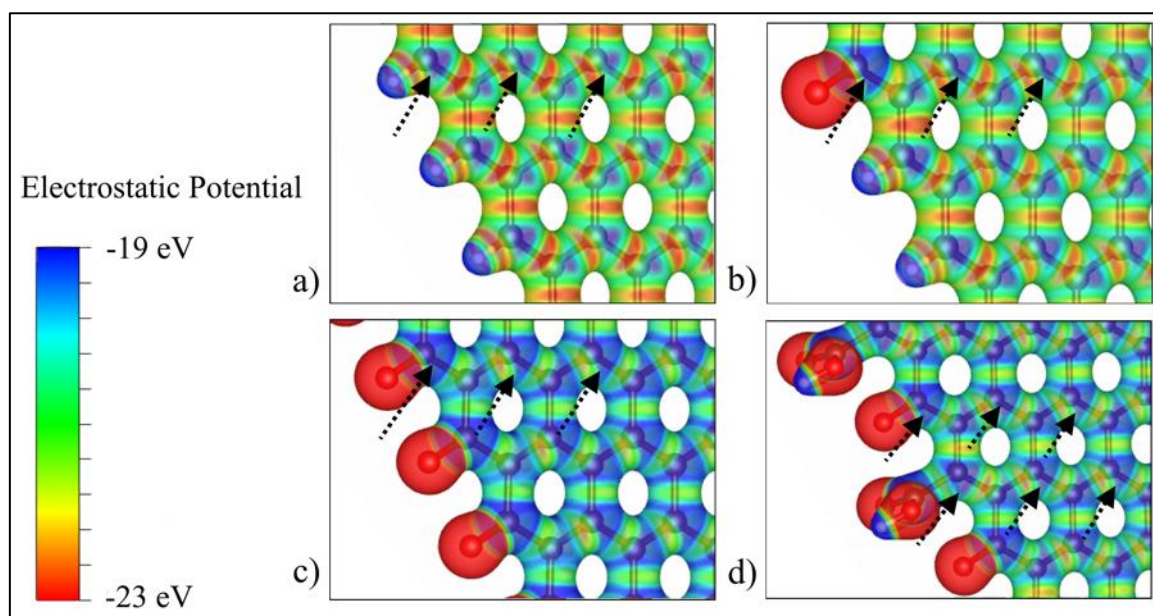 Electrostatic Potential
-19 eV
-23 eV
a)
b)
c)
d)